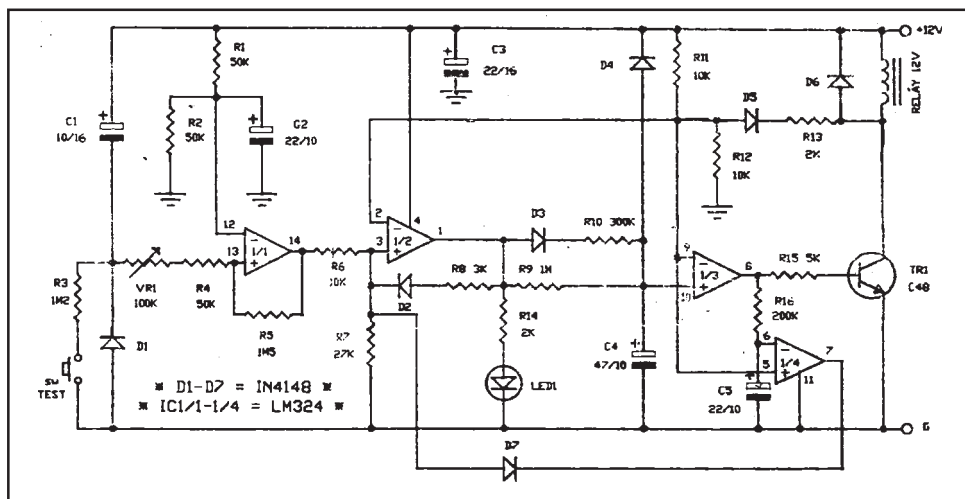 +12V
R1
50K
C3
22/16
D4
R11
10K
D6
RELAY 12V
C1
10/16
R2
50K
C2
22/10
D5
R13
2K
R12
10K
12
13
1/1
14
2
3
4
1/2
1
D3
R10 300K
R3
1M2
VR1
100K
R4
50K
R5
1M5
R6
10K
D2
R8 3K
R9 1M
9
10
1/3
8
R15 5K
TR1
C48
R16
200K
D1
R7
27K
R14
2K
LED1
C4
47/10
6
5
1/4
7
11
C5
22/10
SW
TEST
* D1-D7 = IN4148 *
* IC1/1-1/4 = LM324 *
G
D7